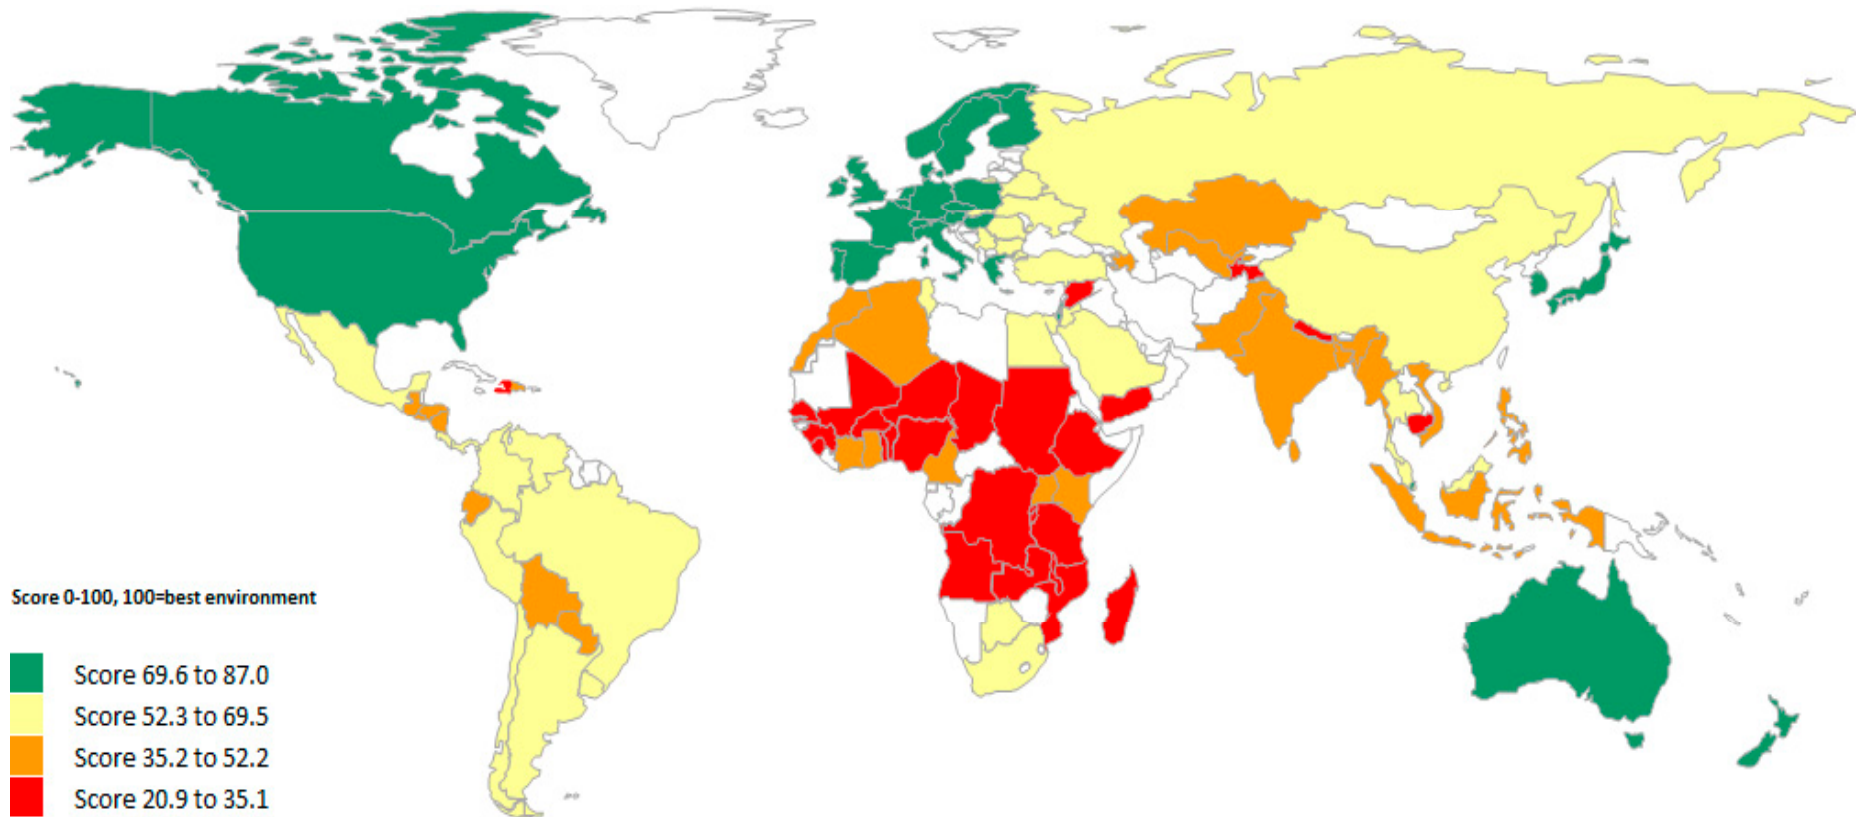 Score 0-100, 100=best environment
Score 69.6 to 87.0
Score 52.3 to 69.5
Score 35.2 to 52.2
Score 20.9 to 35.1